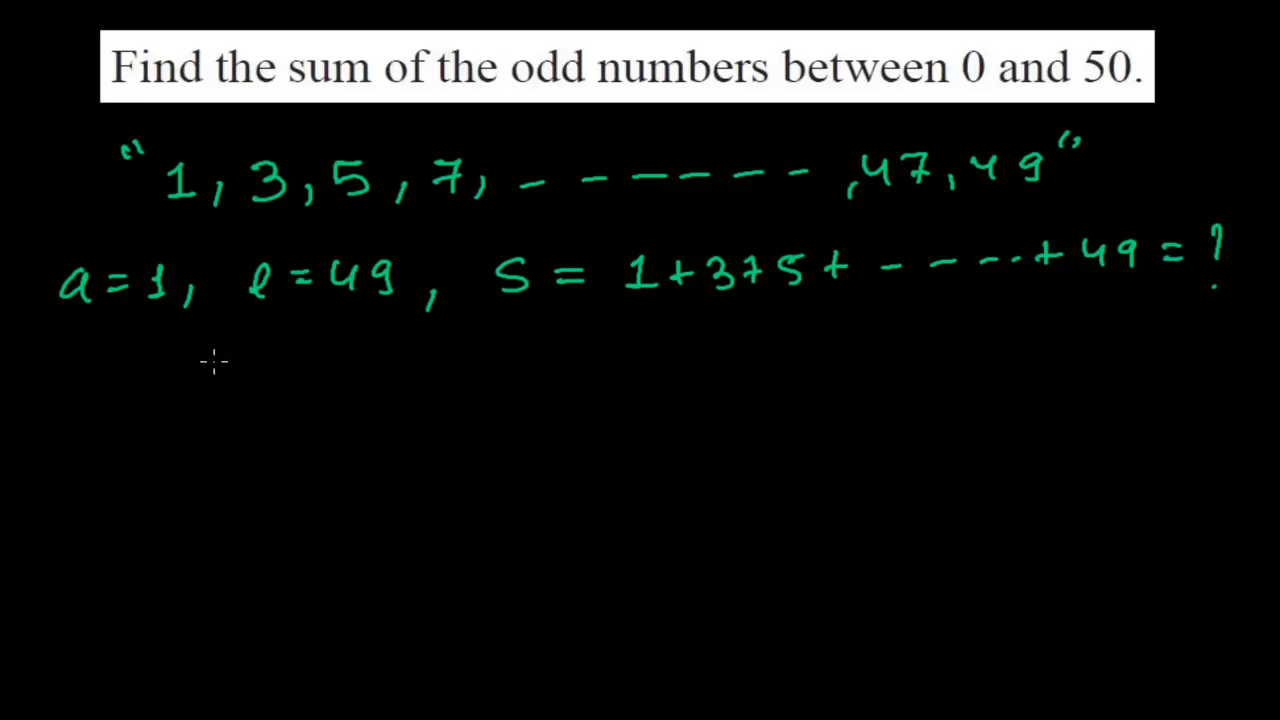 Find the sum of the odd numbers between 0 and 50.
" 1, 3, 5, 7, - - - - - - , 47, 49 "
a = 1, l = 49, S = 1 + 3 + 5 + - - - .. + 49 = ?